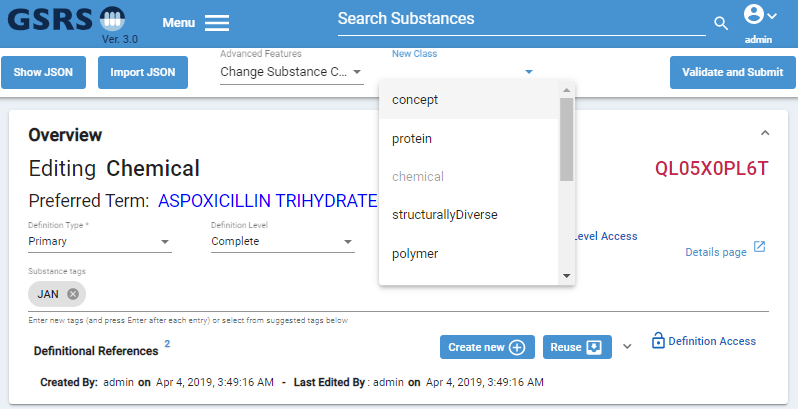 GSRS
Ver. 3.0
Menu
Search Substances
admin
Show JSON
Import JSON
Advanced Features
Change Substance C...
New Class
Validate and Submit
concept
protein
chemical
structurallyDiverse
polymer
Overview
Editing Chemical
QL05X0PL6T
Preferred Term: ASPOXICILLIN TRIHYDRATE
Definition Type *
Primary
Definition Level
Complete
Level Access
Details page
Substance tags
JAN
Enter new tags (and press Enter after each entry) or select from suggested tags below
Definitional References 2
Create new
Reuse
Definition Access
Created By: admin on Apr 4, 2019, 3:49:16 AM - Last Edited By : admin on Apr 4, 2019, 3:49:16 AM